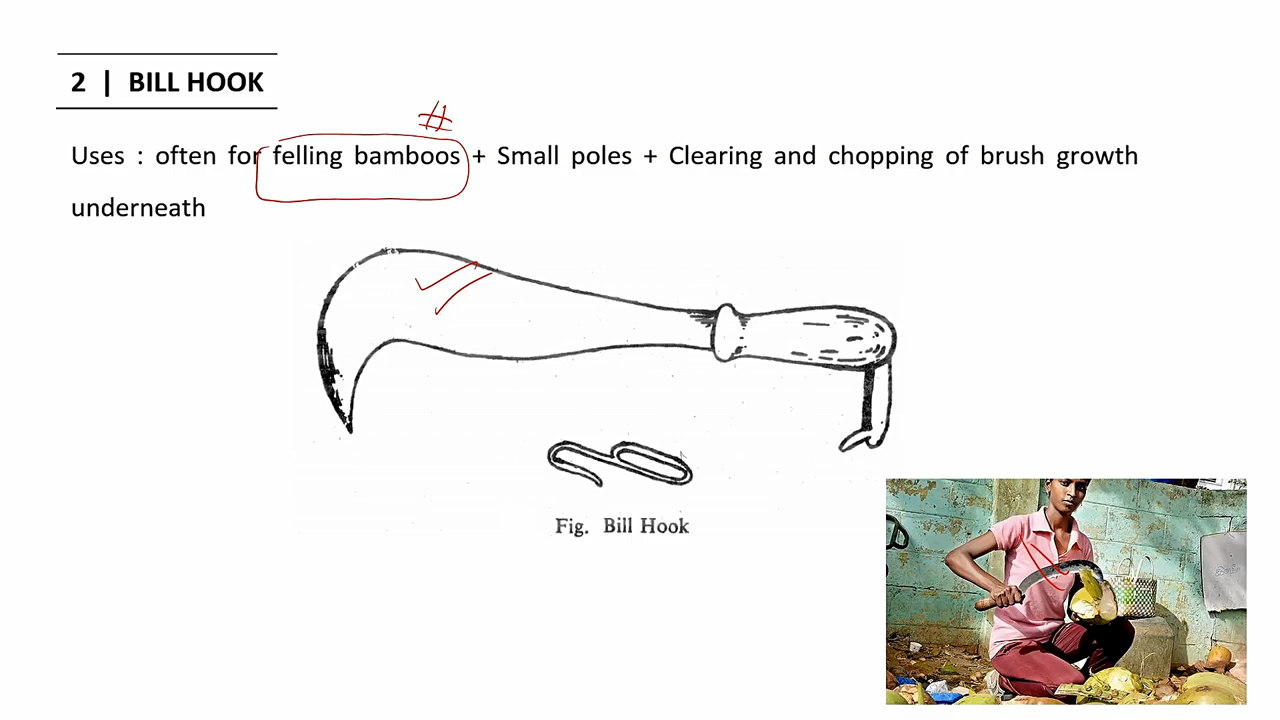 2 | BILL HOOK
#
Uses : often for felling bamboos + Small poles + Clearing and chopping of brush growth
underneath
Fig. Bill Hook